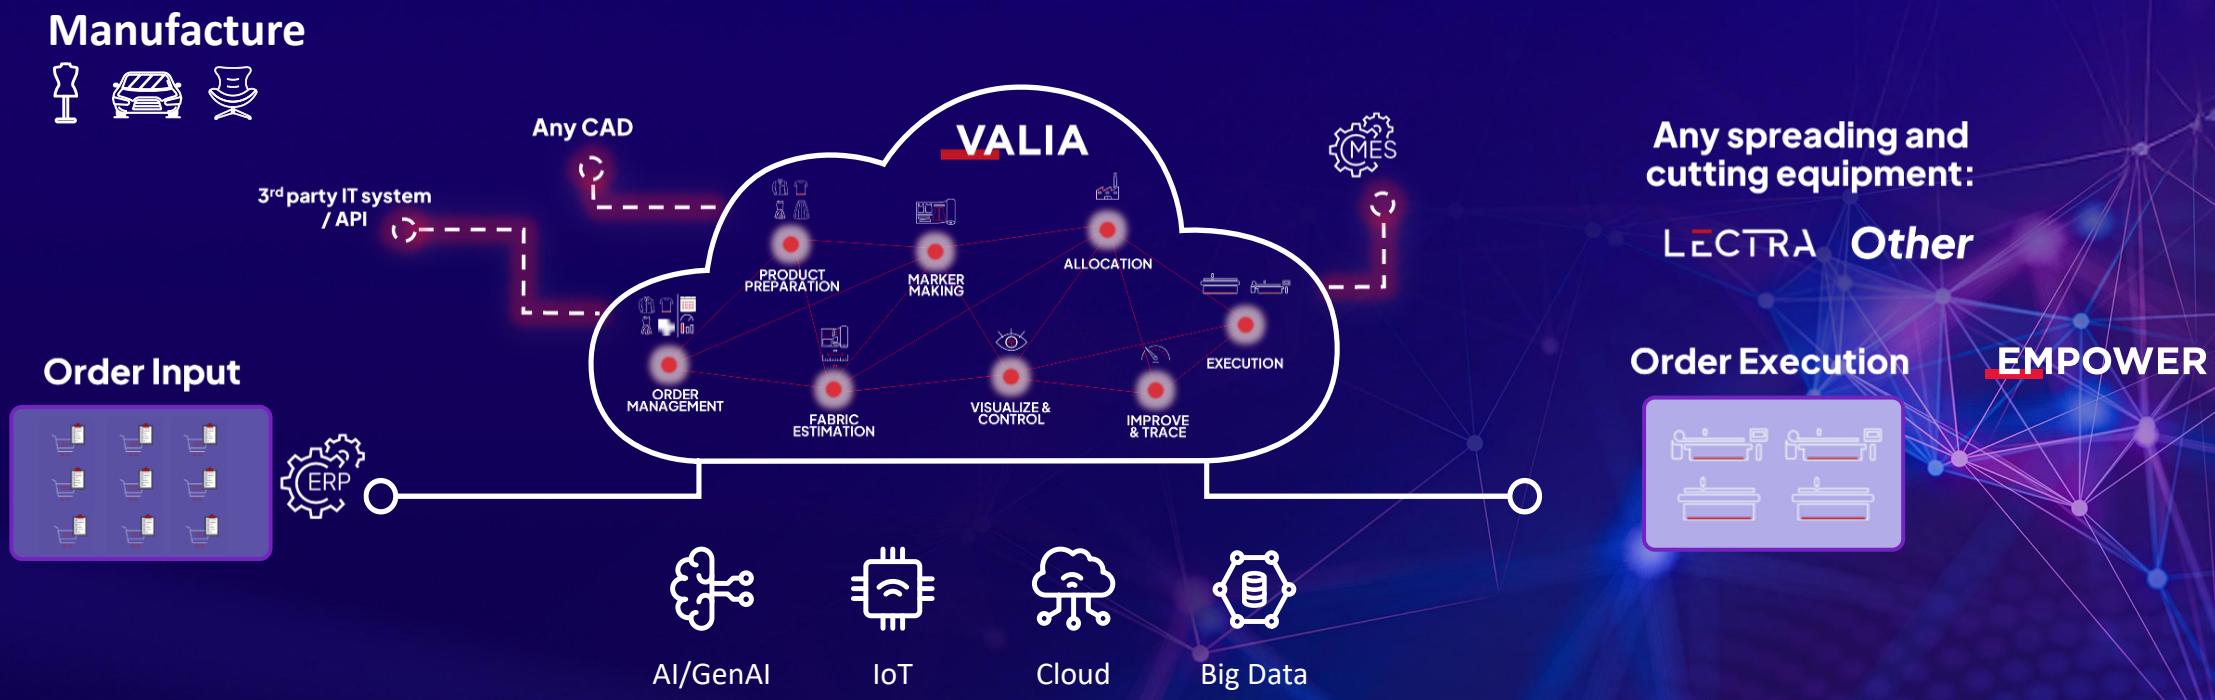 Manufacture
Any CAD
3rd party IT system
/ API
VALIA
MES
Any spreading and
cutting equipment:
LECTRA Other
PRODUCT
PREPARATION
MARKER
MAKING
ALLOCATION
EXECUTION
ORDER
MANAGEMENT
FABRIC
ESTIMATION
VISUALIZE &
CONTROL
IMPROVE
& TRACE
Order Input
ERP
Order Execution
EMPOWER
AI/GenAI
IoT
Cloud
Big Data